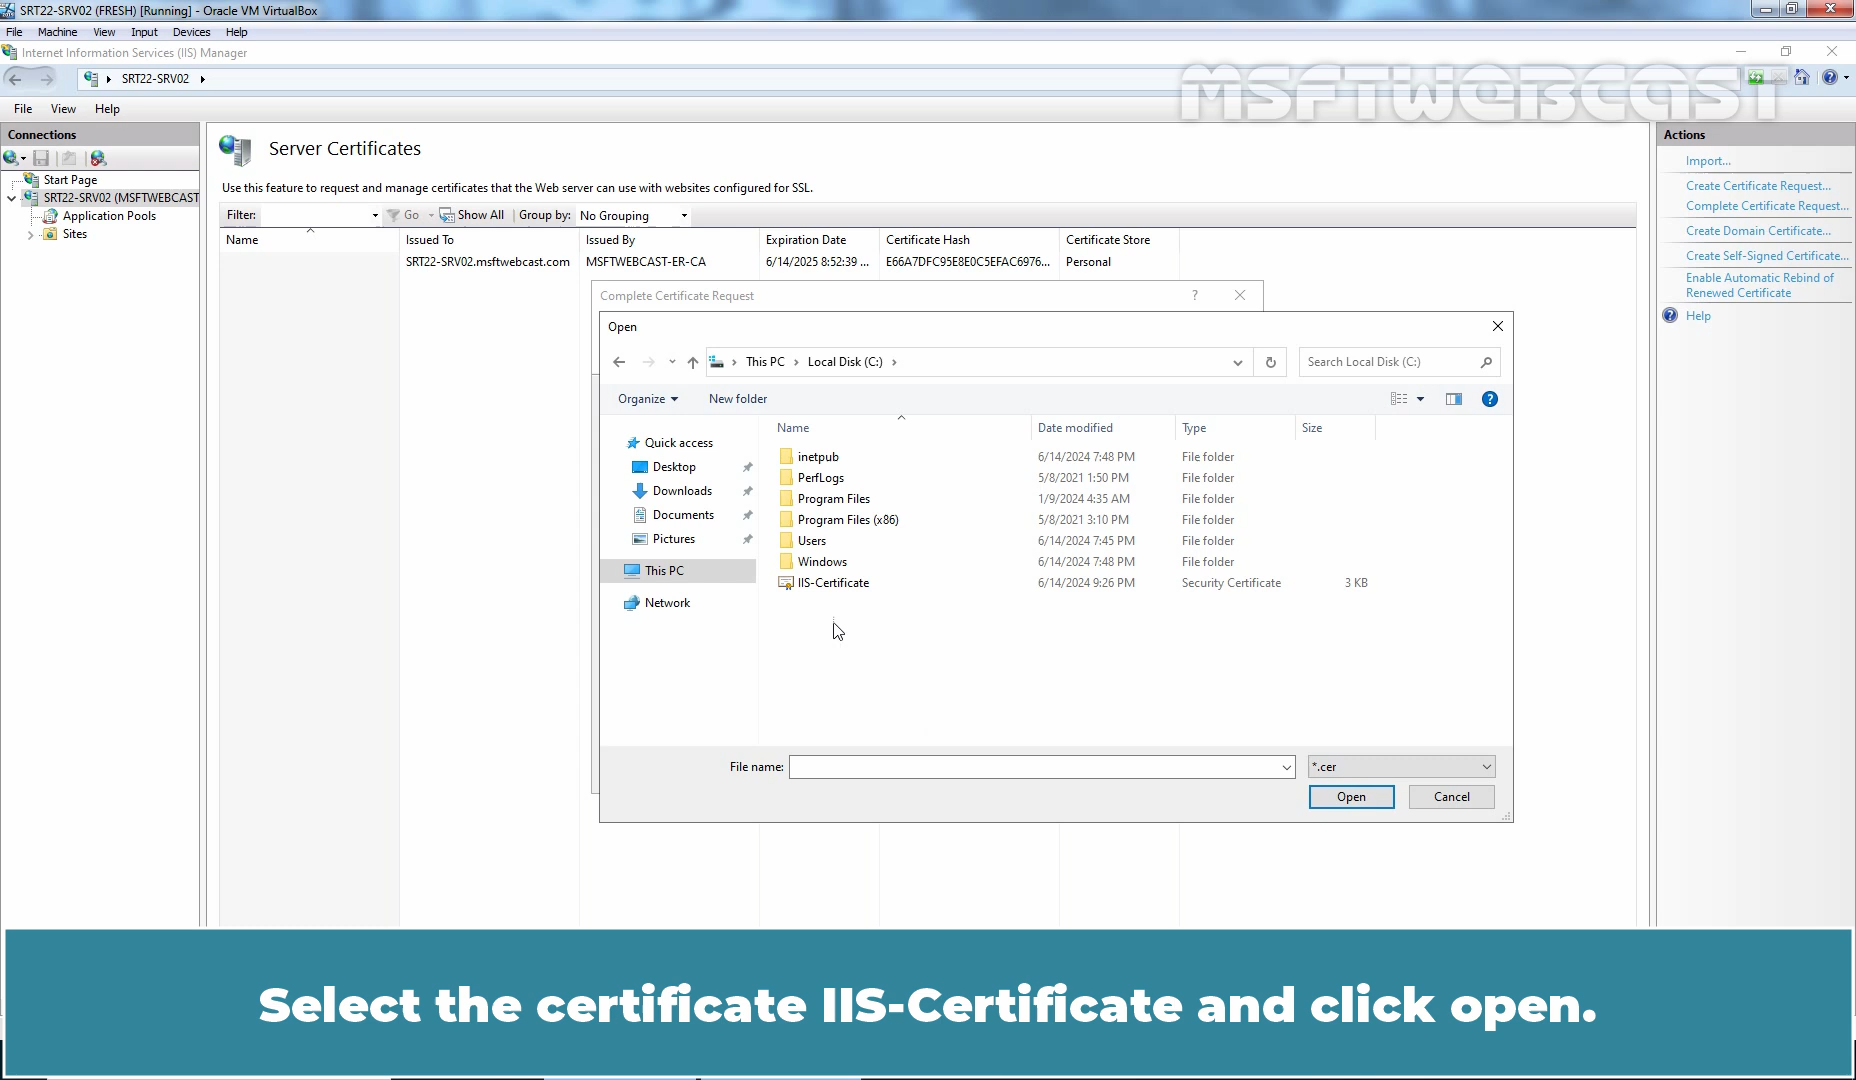 SRT22-SRV02 (FRESH) [Running] - Oracle VM VirtualBox
File Machine View Input Devices Help
Internet Information Services (IIS) Manager
SRT22-SRV02
MSFTWEBCAST
File View Help
Connections
Start Page
SRT22-SRV02 (MSFTWEBCAST
Application Pools
Sites
Server Certificates
Use this feature to request and manage certificates that the Web server can use with websites configured for SSL.
Filter: Go Show All Group by: No Grouping
Name Issued To Issued By Expiration Date Certificate Hash Certificate Store
SRT22-SRV02.msftwebcast.com MSFTWEBCAST-ER-CA 6/14/2025 8:52:39 ... E66A7DFC95E8E0C5EFAC6976... Personal
Complete Certificate Request ?
Open
This PC Local Disk (C:) Search Local Disk (C:)
Organize New folder
Quick access
Desktop
Downloads
Documents
Pictures
This PC
Network
Name Date modified Type Size
inetpub 6/14/2024 7:48 PM File folder
PerfLogs 5/8/2021 1:50 PM File folder
Program Files 1/9/2024 4:35 AM File folder
Program Files (x86) 5/8/2021 3:10 PM File folder
Users 6/14/2024 7:45 PM File folder
Windows 6/14/2024 7:48 PM File folder
IIS-Certificate 6/14/2024 9:26 PM Security Certificate 3 KB
File name: *.cer
Open Cancel
Actions
Import...
Create Certificate Request...
Complete Certificate Request...
Create Domain Certificate...
Create Self-Signed Certificate...
Enable Automatic Rebind of
Renewed Certificate
Help
Select the certificate IIS-Certificate and click open.